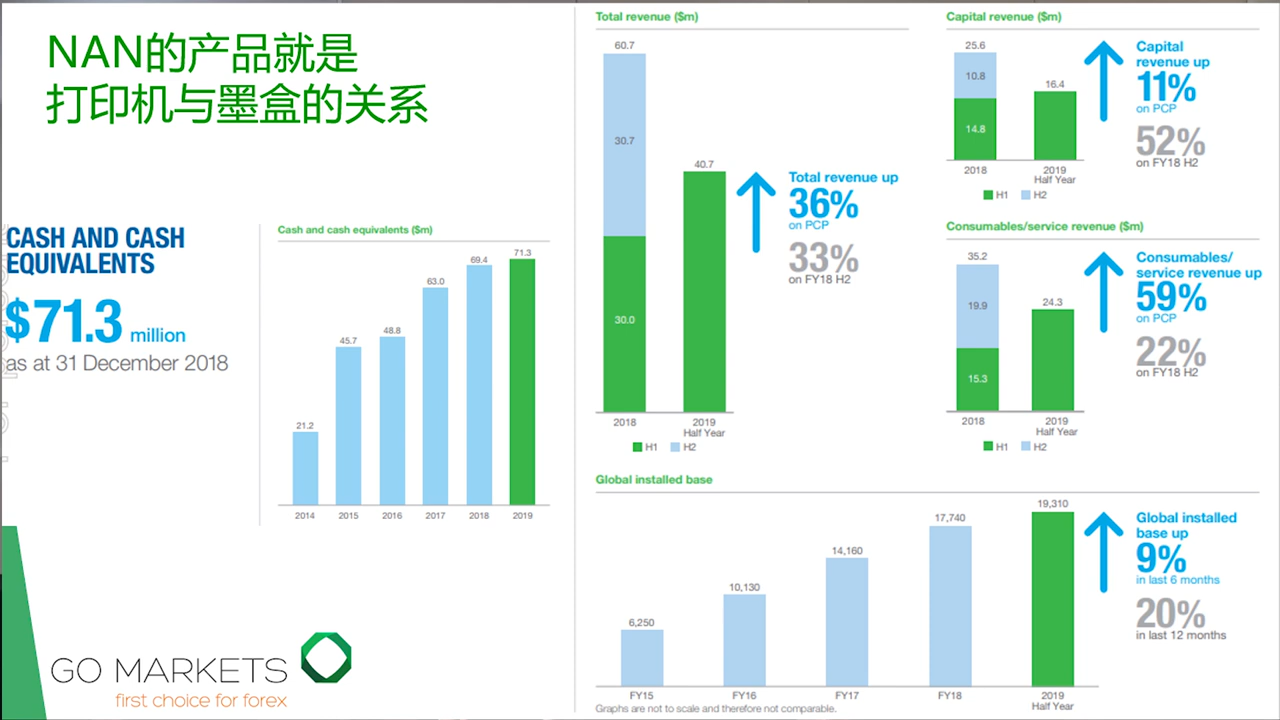 NAN的产品就是
打印机与墨盒的关系
CASH AND CASH
EQUIVALENTS
$71.3 million
as at 31 December 2018
Cash and cash equivalents ($m)
21.2
45.7
48.8
63.0
69.4
71.3
2014
2015
2016
2017
2018
2019
GO MARKETS
first choice for forex
Total revenue ($m)
60.7
30.7
30.0
40.7
2018
2019
Half Year
H1
H2
Total revenue up
36%
on PCP
33%
on FY18 H2
Capital revenue ($m)
25.6
10.8
14.8
16.4
2018
2019
Half Year
H1
H2
Capital
revenue up
11%
on PCP
52%
on FY18 H2
Consumables/service revenue ($m)
35.2
19.9
15.3
24.3
2018
2019
Half Year
H1
H2
Consumables/
service revenue up
59%
on PCP
22%
on FY18 H2
Global installed base
6,250
10,130
14,160
17,740
19,310
FY15
FY16
FY17
FY18
2019
Half Year
Global installed
base up
9%
in last 6 months
20%
in last 12 months
Graphs are not to scale and therefore not comparable.